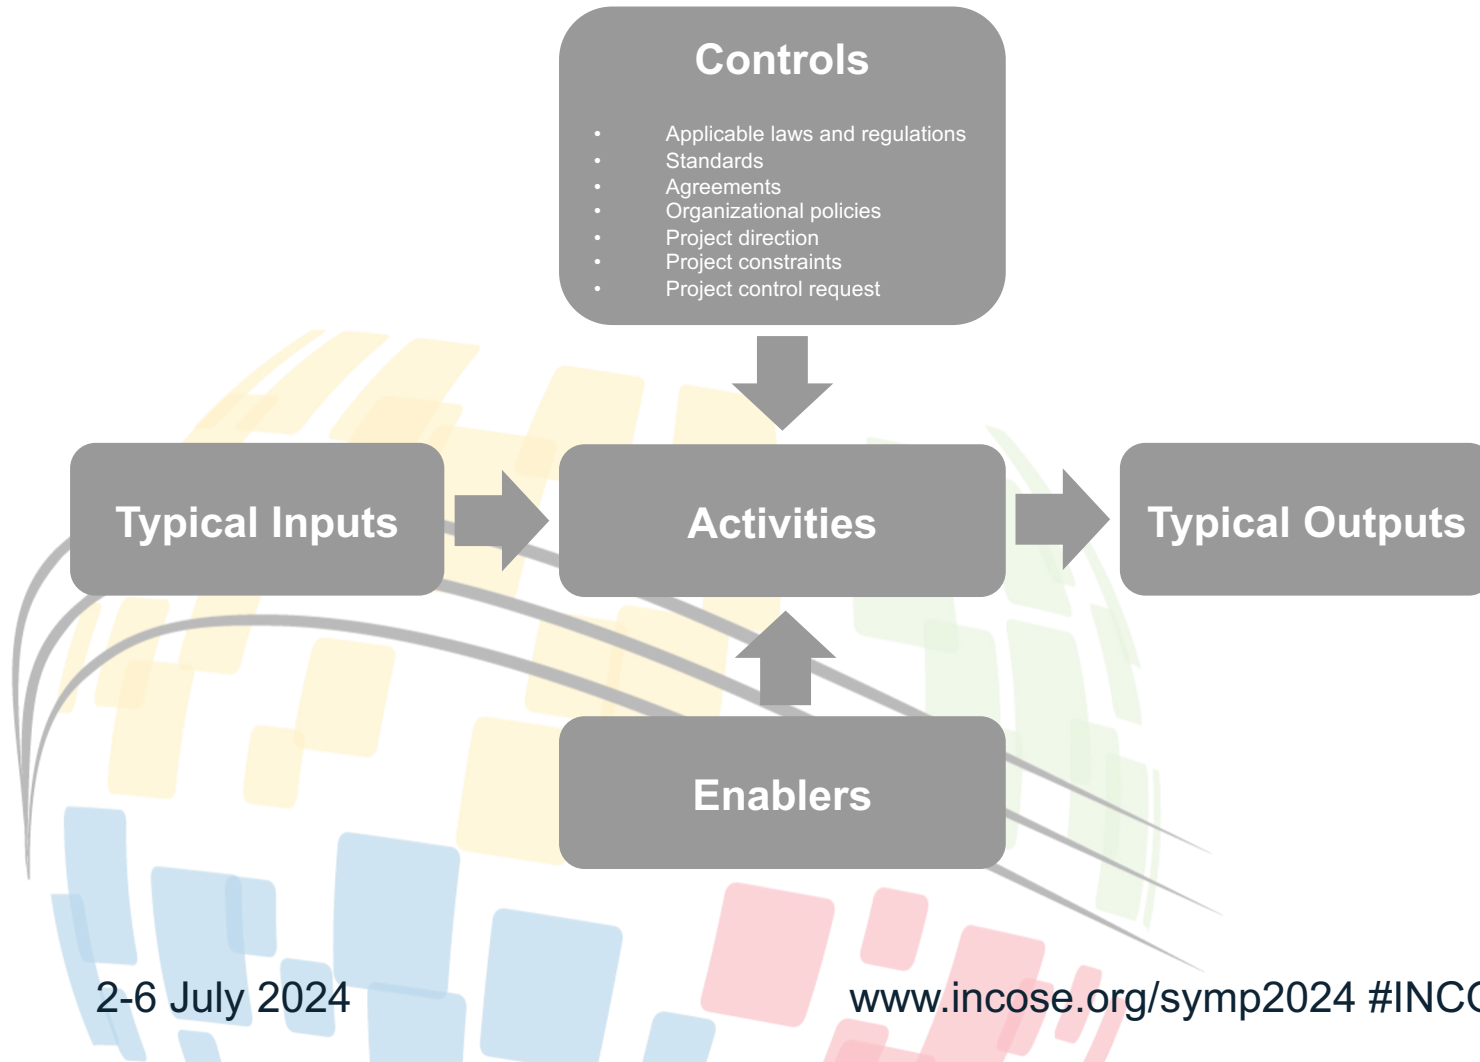 Controls
• Applicable laws and regulations
• Standards
• Agreements
• Organizational policies
• Project direction
• Project constraints
• Project control request
Typical Inputs
Activities
Typical Outputs
Enablers
2-6 July 2024
www.incose.org/symp2024